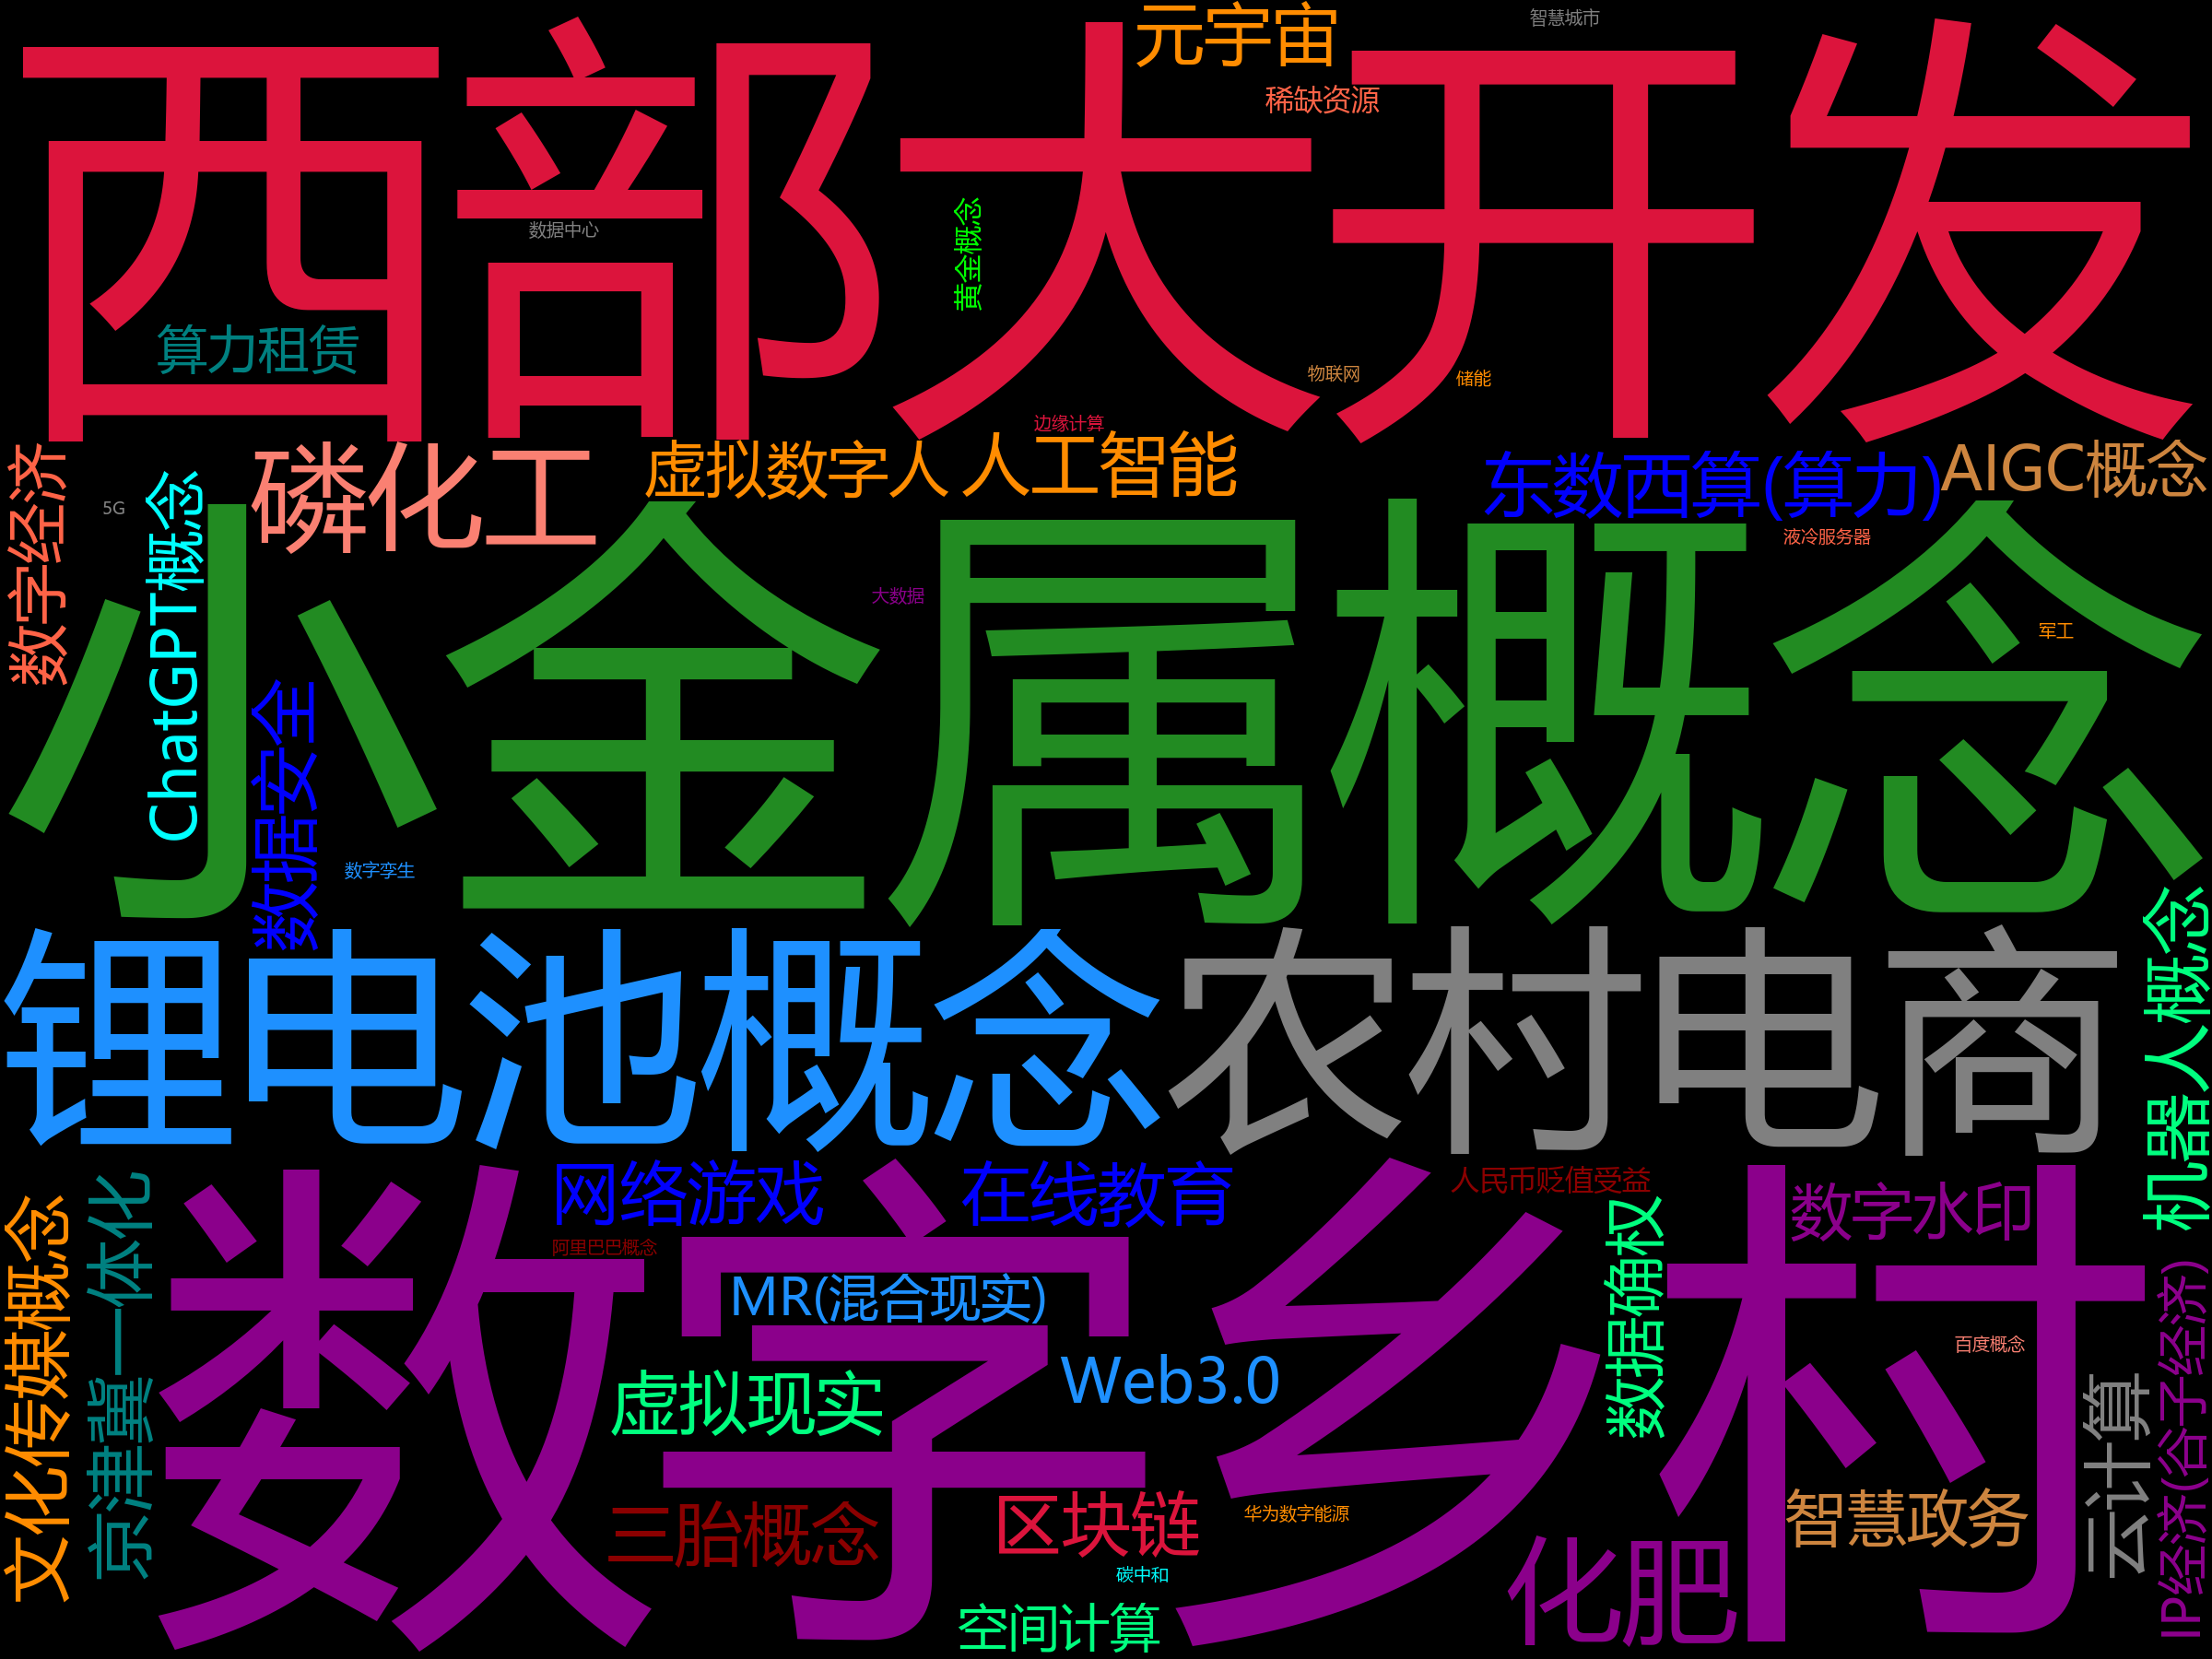 元宇宙
智慧城市
西部大开发
稀缺资源
数据中心
黄金概念
算力租赁
物联网
储能
边缘计算
数字经济
磷化工
虚拟数字人
人工智能
东数西算(算力)
AIGC概念
5G
ChatGPT概念
液冷服务器
大数据
军工
小金属概念
数据安全
数字孪生
锂电池概念
农村电商
机器人概念
文化传媒概念
京津冀一体化
网络游戏
在线教育
人民币贬值受益
数字水印
阿里巴巴概念
数据确权
MR(混合现实)
数字乡村
虚拟现实
Web3.0
百度概念
云计算
IP经济(谷子经济)
三胎概念
区块链
华为数字能源
智慧政务
碳中和
化肥
空间计算